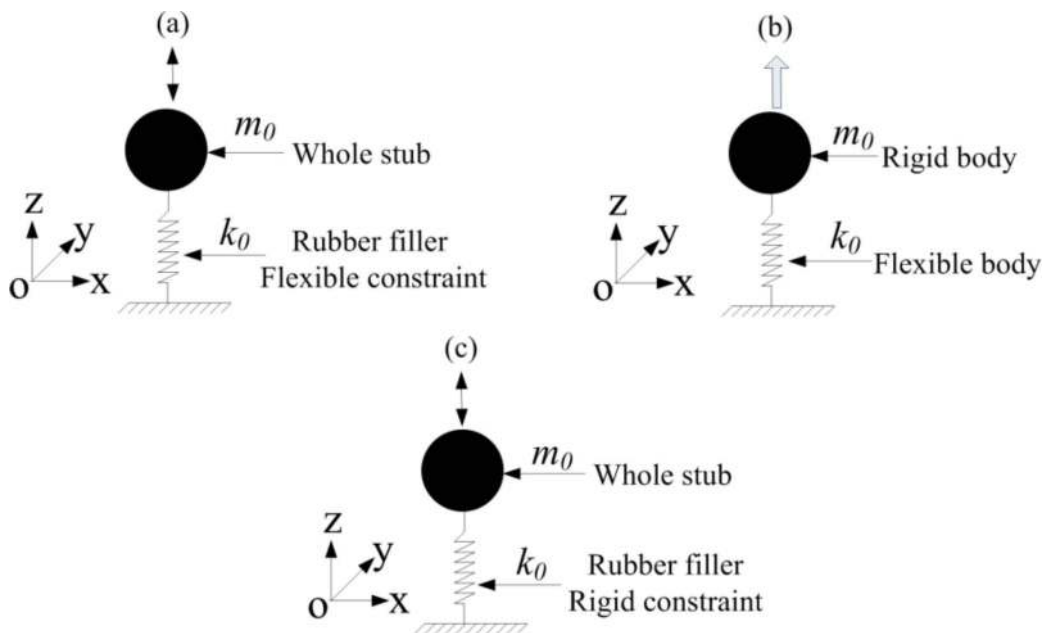 (a)
m0
Whole stub
z
y
k0
Rubber filler
Flexible constraint
o
x
(b)
m0
Rigid body
z
y
k0
Flexible body
o
x
(c)
m0
Whole stub
z
y
k0
Rubber filler
Rigid constraint
o
x